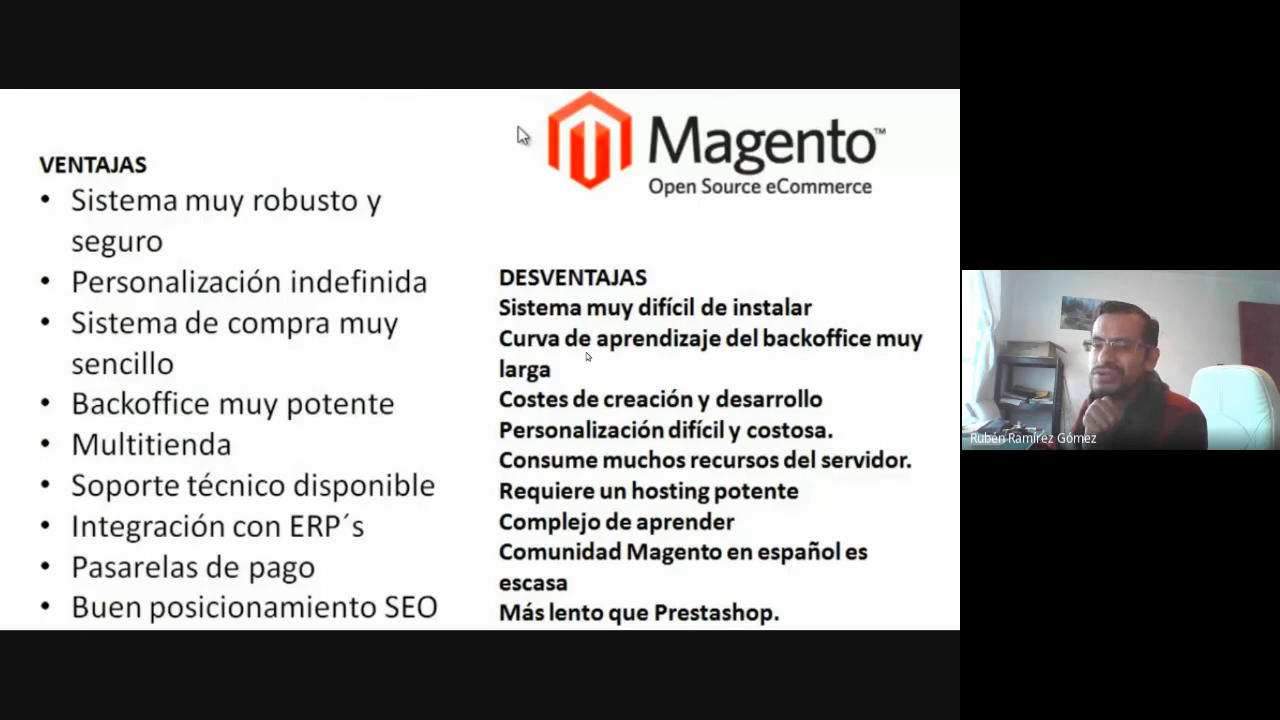 VENTAJAS
• Sistema muy robusto y
seguro
• Personalización indefinida
• Sistema de compra muy
sencillo
• Backoffice muy potente
• Multitienda
• Soporte técnico disponible
• Integración con ERP´s
• Pasarelas de pago
• Buen posicionamiento SEO
Magento™
Open Source eCommerce
DESVENTAJAS
Sistema muy difícil de instalar
Curva de aprendizaje del backoffice muy
larga
Costes de creación y desarrollo
Personalización difícil y costosa.
Consume muchos recursos del servidor.
Requiere un hosting potente
Complejo de aprender
Comunidad Magento en español es
escasa
Más lento que Prestashop.
Rubén Ramírez Gómez